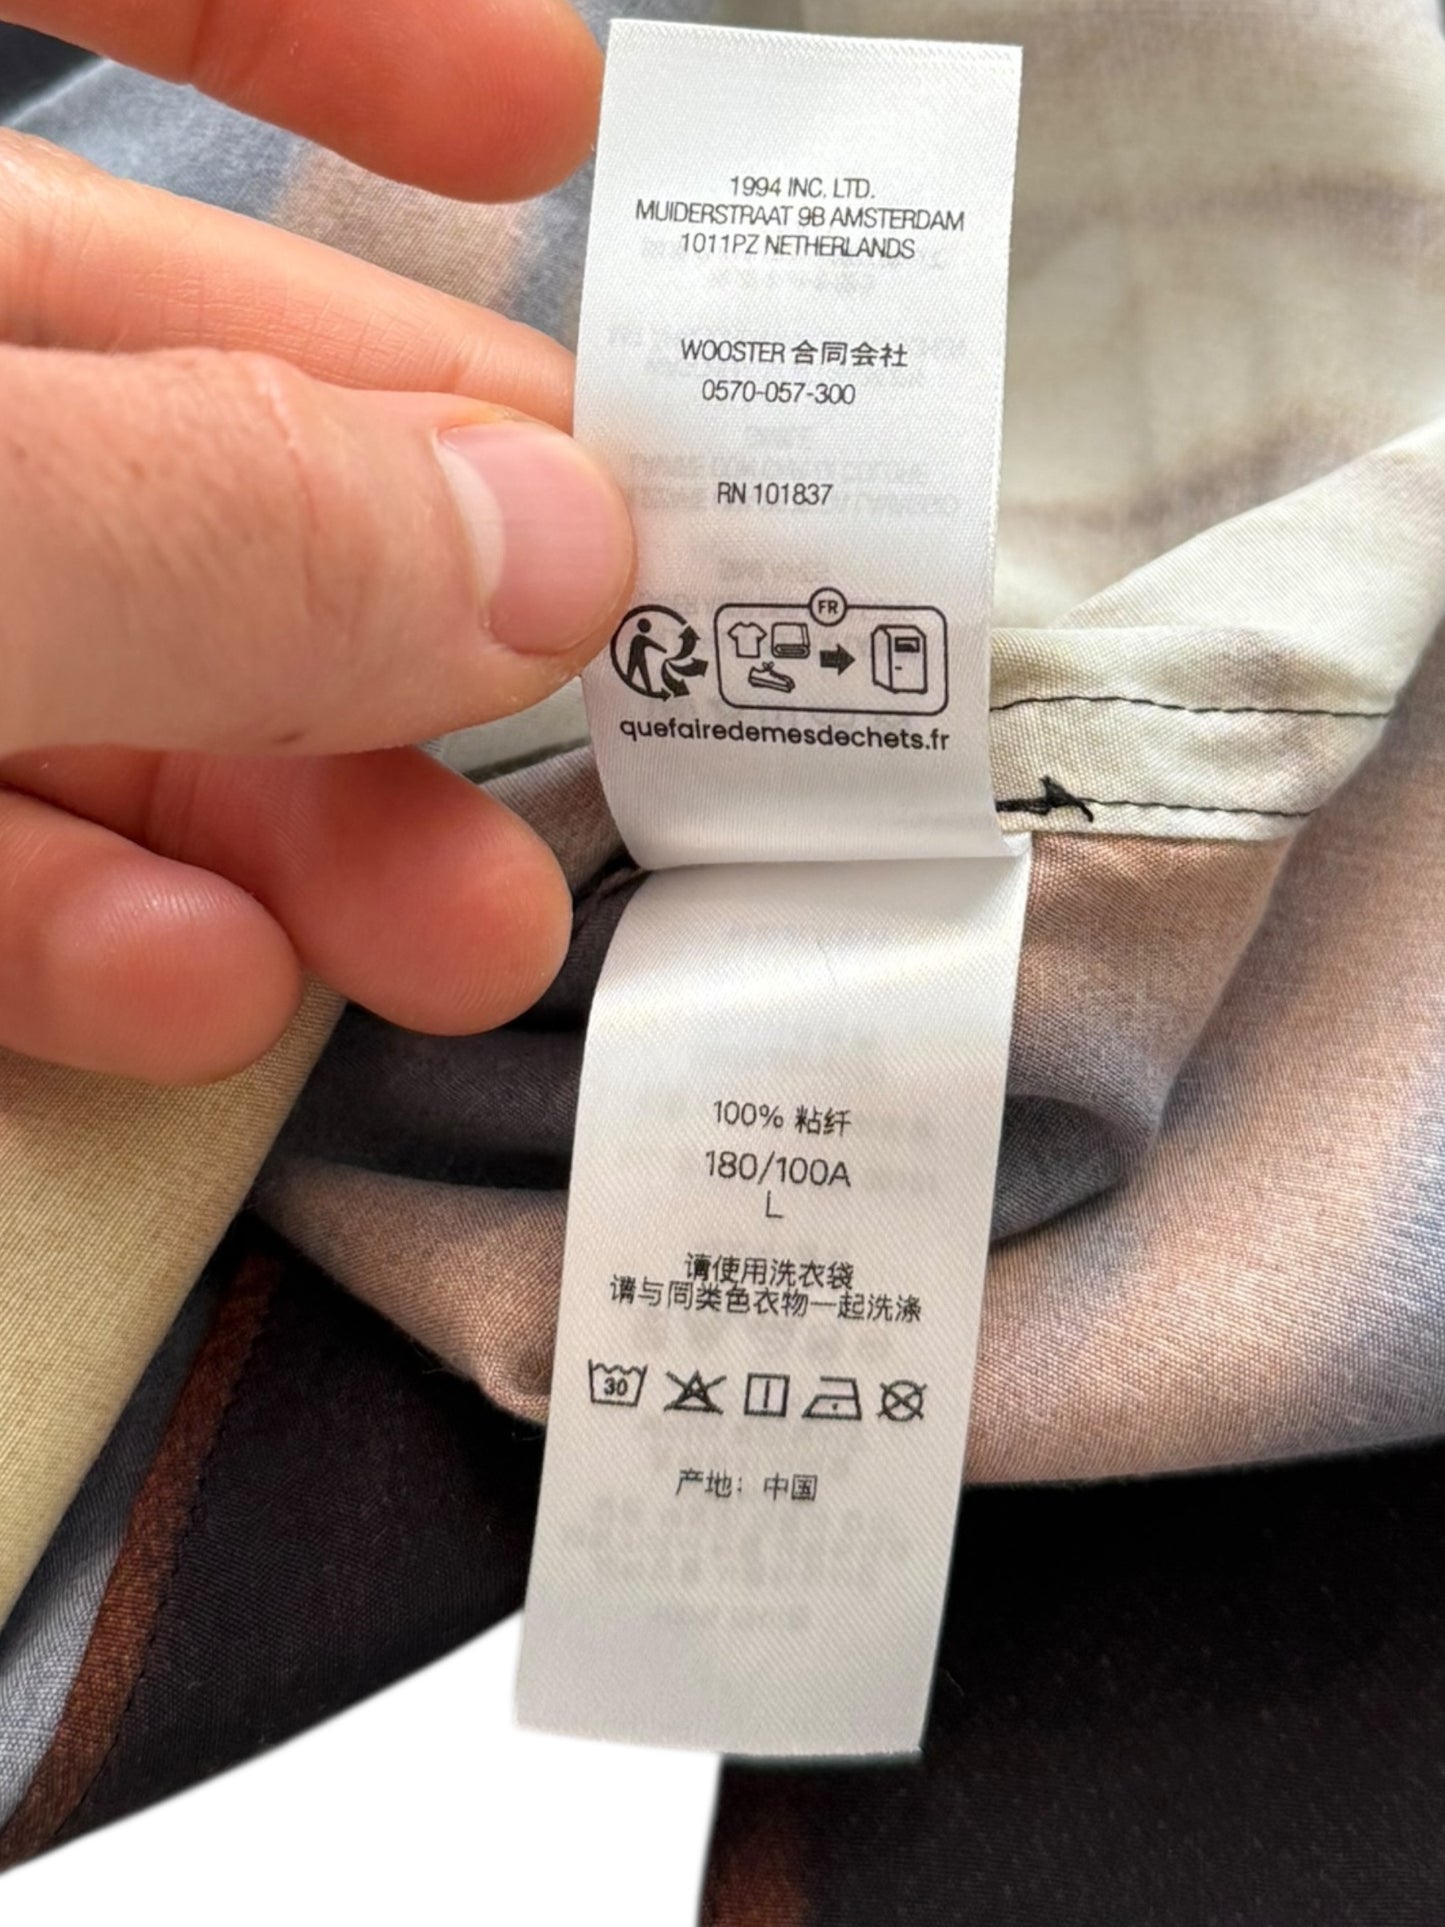 1994 INC. LTD.
MUIDERSTRAAT 9B AMSTERDAM
1011PZ NETHERLANDS
WOOSTER 合同会社
0570-057-300
RN 101837
FR
quefairedemesdechets.fr
100% 粘纤
180/100A
L
请使用洗衣袋
请与同类色衣物一起洗涤
30
产地：中国